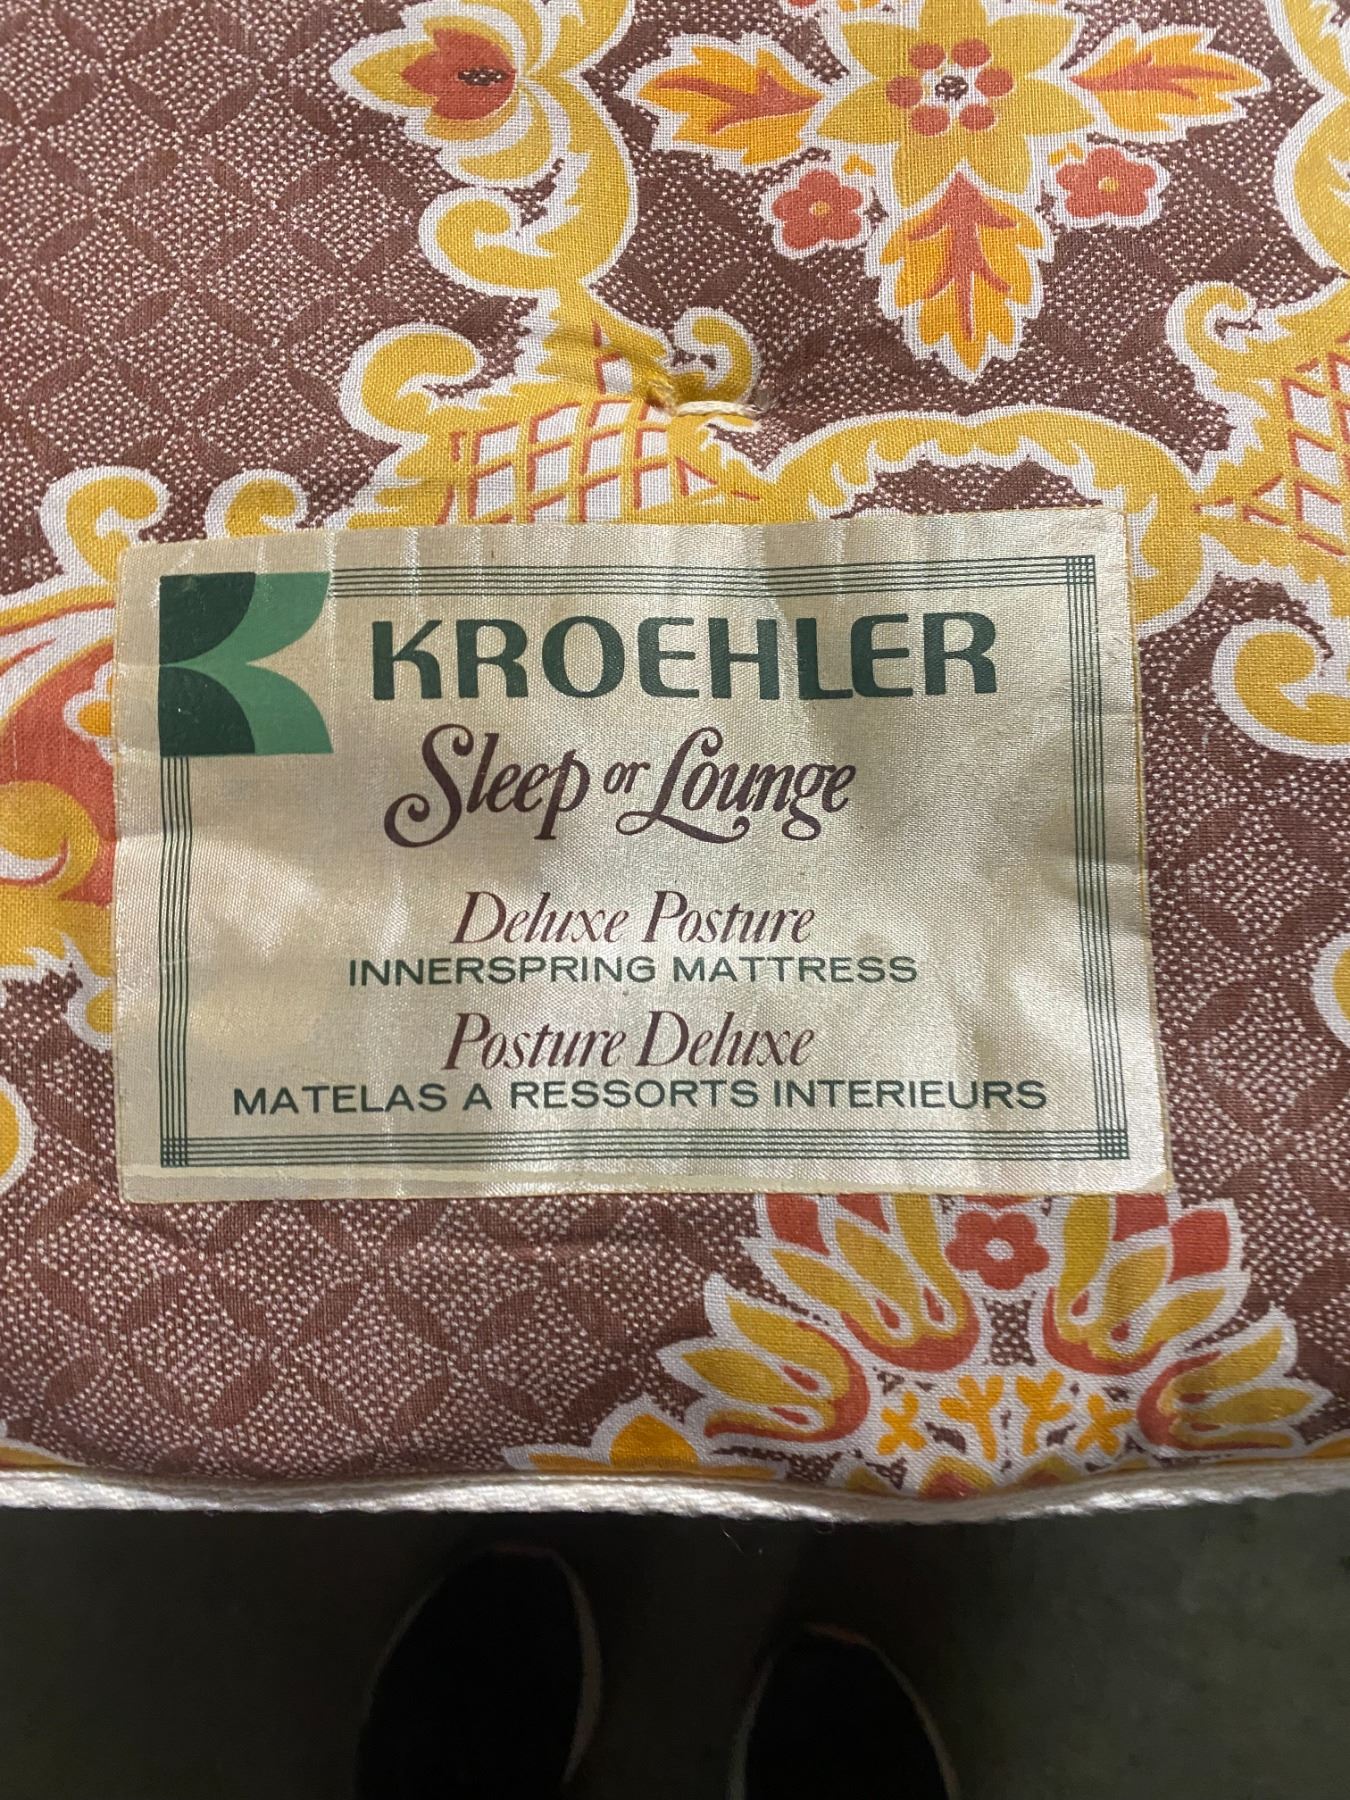 KROEHLER
Sleep or Lounge
Deluxe Posture
INNERSPRING MATTRESS
Posture Deluxe
MATELAS A RESSORTS INTERIEURS